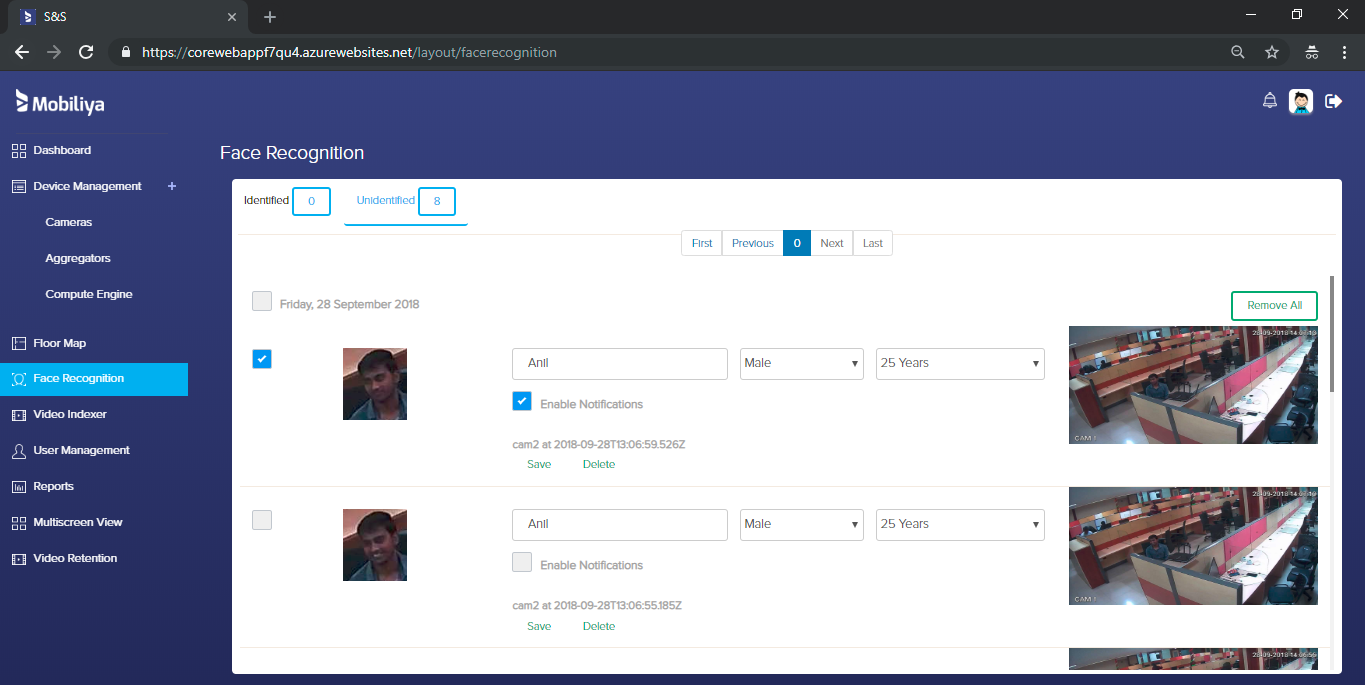 S&S
https://corewebappf7qu4.azurewebsites.net/layout/facerecognition
Mobiliya
Dashboard
Device Management +
Cameras
Aggregators
Compute Engine
Floor Map
Face Recognition
Video Indexer
User Management
Reports
Multiscreen View
Video Retention
Face Recognition
Identified 0 Unidentified 8
First Previous 0 Next Last
Friday, 28 September 2018
Remove All
Anil Male 25 Years
Enable Notifications
cam2 at 2018-09-28T13:06:59.526Z
Save Delete
CAM 1
Anil Male 25 Years
Enable Notifications
cam2 at 2018-09-28T13:06:55.185Z
Save Delete
CAM 1